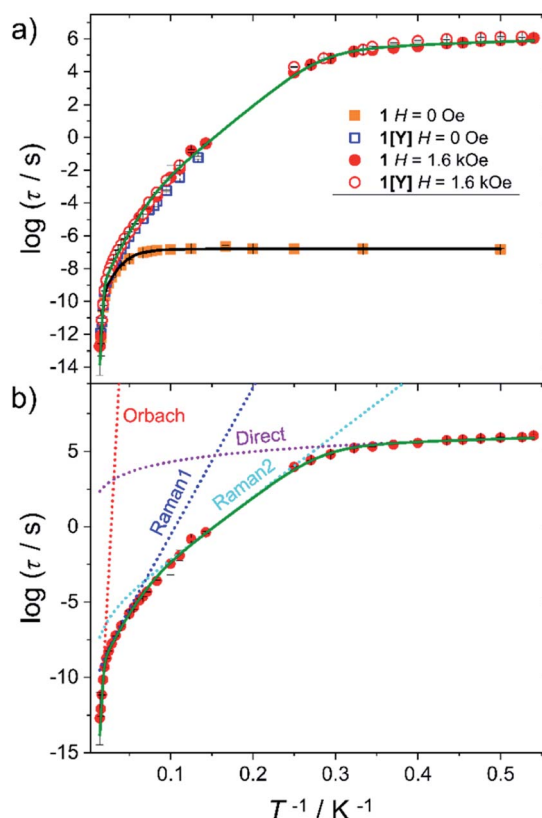 a)
log (τ / s)
6
4
2
0
-2
-4
-6
-8
-10
-12
-14
1 H = 0 Oe
1[Y] H = 0 Oe
1 H = 1.6 kOe
1[Y] H = 1.6 kOe
b)
log (τ / s)
5
0
-5
-10
-15
Orbach
Direct
Raman1
Raman2
0.1 0.2 0.3 0.4 0.5
T⁻¹ / K⁻¹